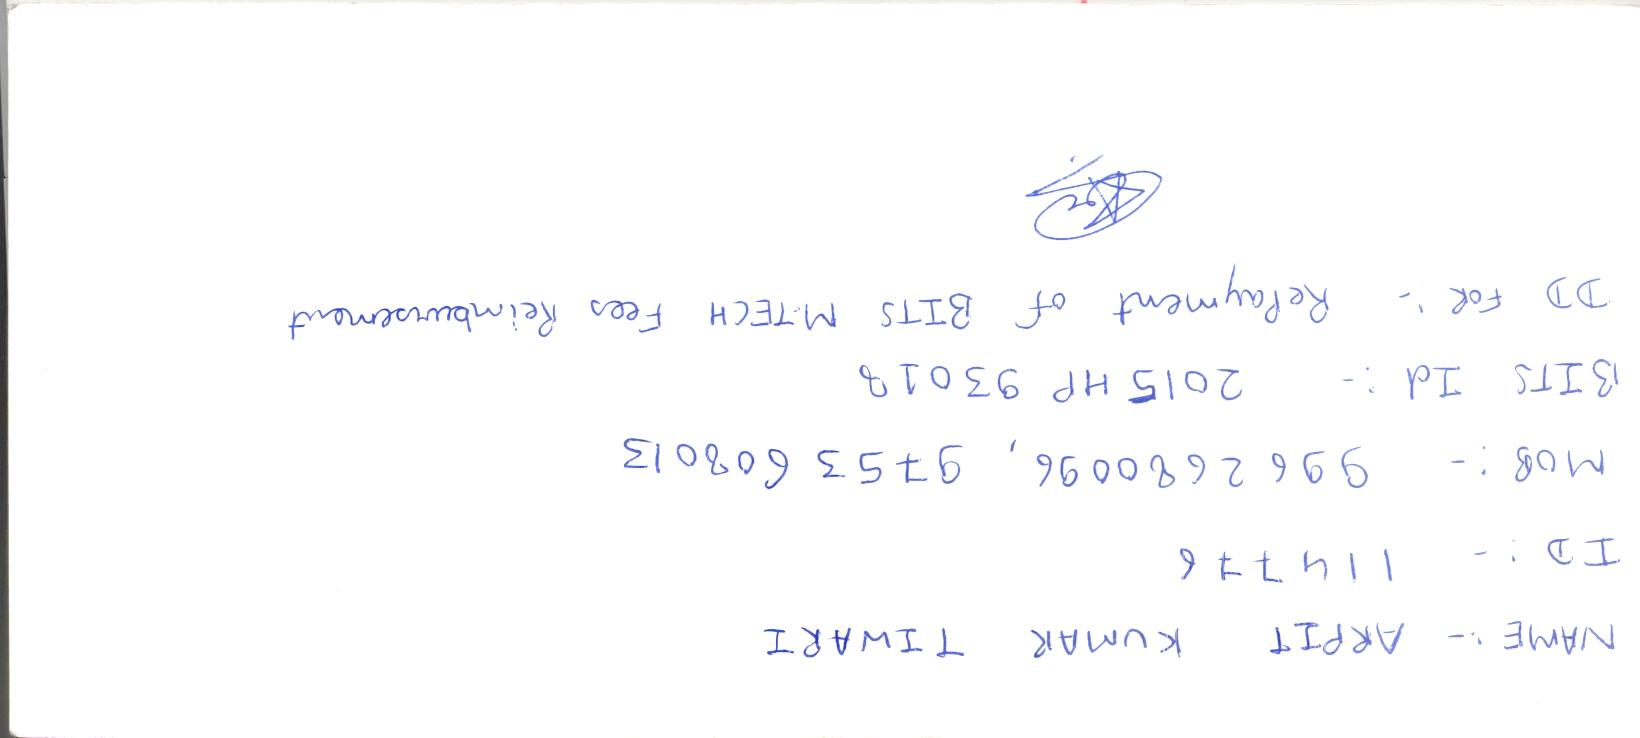 NAME :- ARPIT KUMAR TIWARI
ID :- 114776
MOB :- 9962680096, 9753608013
BITS Id :- 2015HP93018
DD FOR :- RePayment of BITS M.TECH Fees Reimbursement